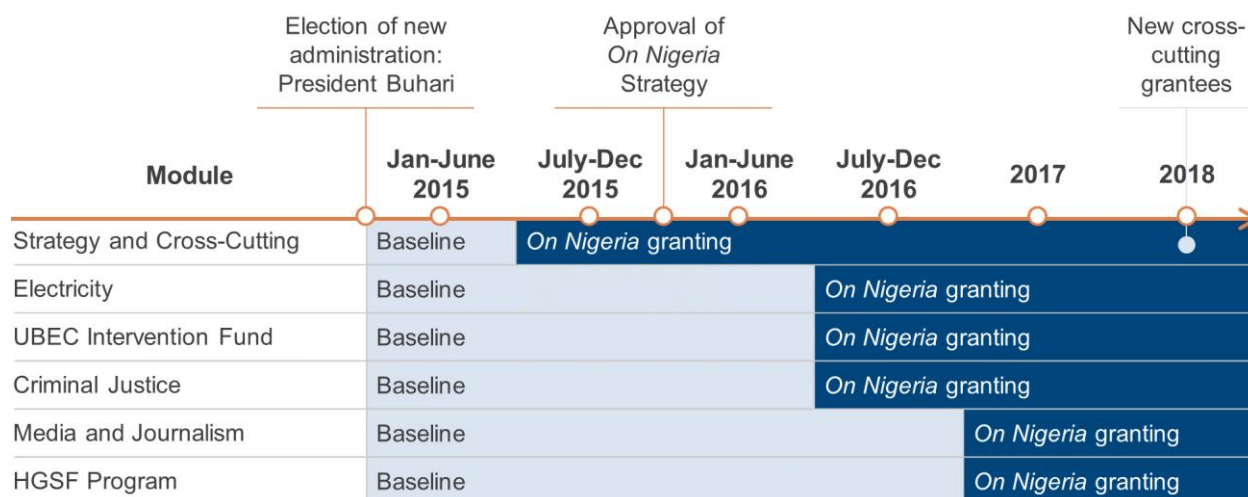 Election of new
administration:
President Buhari
Approval of
On Nigeria
Strategy
New cross-
cutting
grantees
Module
Jan-June
2015
July-Dec
2015
Jan-June
2016
July-Dec
2016
2017
2018
Strategy and Cross-Cutting
Baseline
On Nigeria granting
Electricity
Baseline
On Nigeria granting
UBEC Intervention Fund
Baseline
On Nigeria granting
Criminal Justice
Baseline
On Nigeria granting
Media and Journalism
Baseline
On Nigeria granting
HGSF Program
Baseline
On Nigeria granting